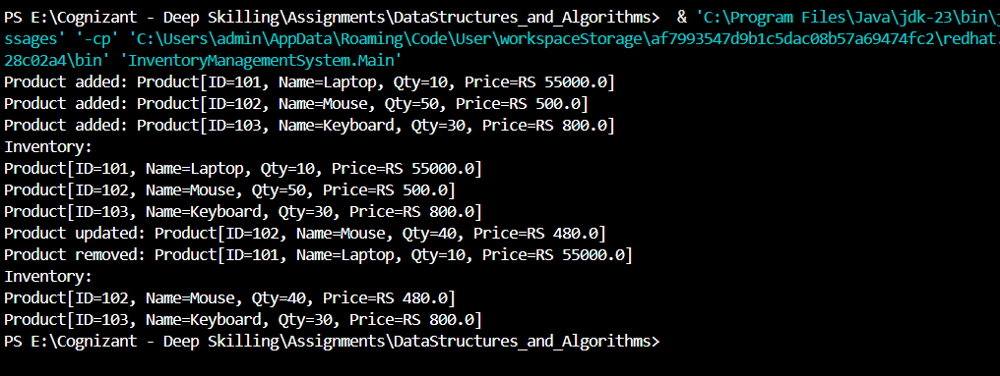 PS E:\Cognizant - Deep Skilling\Assignments\DataStructures_and_Algorithms>  & 'C:\Program Files\Java\jdk-23\bin\j
ssages' '-cp' 'C:\Users\admin\AppData\Roaming\Code\User\workspaceStorage\af7993547d9b1c5dac08b57a69474fc2\redhat.
28c02a4\bin' 'InventoryManagementSystem.Main'
Product added: Product[ID=101, Name=Laptop, Qty=10, Price=RS 55000.0]
Product added: Product[ID=102, Name=Mouse, Qty=50, Price=RS 500.0]
Product added: Product[ID=103, Name=Keyboard, Qty=30, Price=RS 800.0]
Inventory:
Product[ID=101, Name=Laptop, Qty=10, Price=RS 55000.0]
Product[ID=102, Name=Mouse, Qty=50, Price=RS 500.0]
Product[ID=103, Name=Keyboard, Qty=30, Price=RS 800.0]
Product updated: Product[ID=102, Name=Mouse, Qty=40, Price=RS 480.0]
Product removed: Product[ID=101, Name=Laptop, Qty=10, Price=RS 55000.0]
Inventory:
Product[ID=102, Name=Mouse, Qty=40, Price=RS 480.0]
Product[ID=103, Name=Keyboard, Qty=30, Price=RS 800.0]
PS E:\Cognizant - Deep Skilling\Assignments\DataStructures_and_Algorithms>